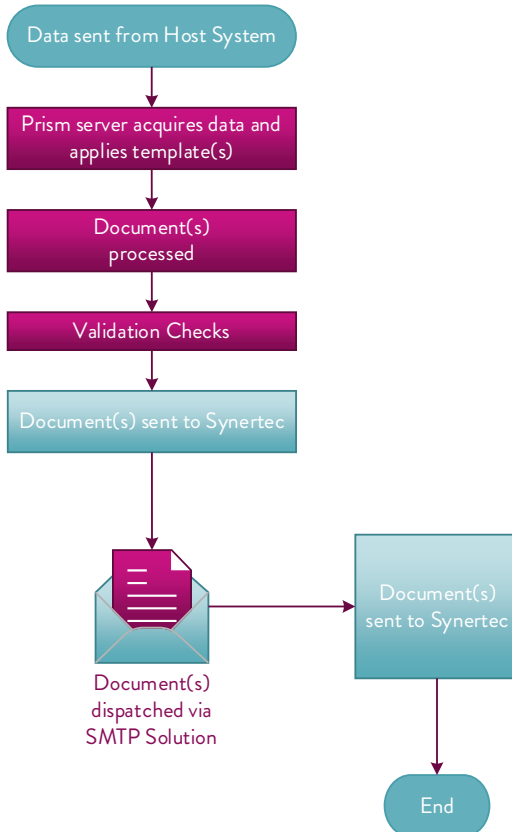 Data sent from Host System
Prism server acquires data and
applies template(s)
Document(s)
processed
Validation Checks
Document(s) sent to Synertec
Document(s)
dispatched via
SMTP Solution
Document(s)
sent to Synertec
End